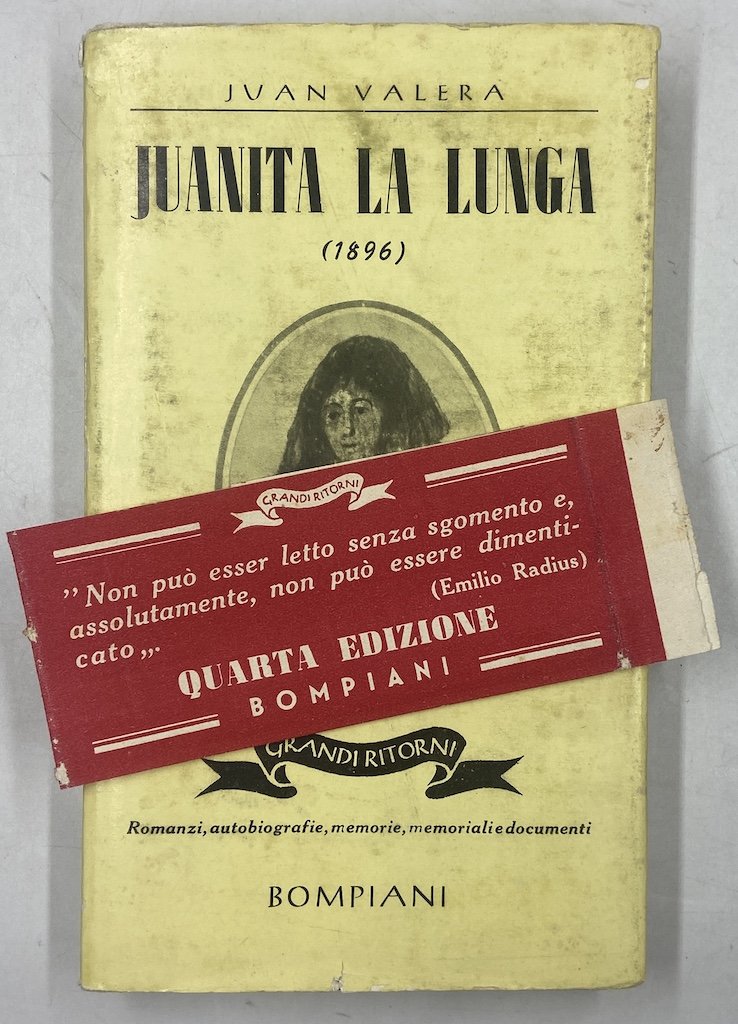 JUAN VALERA
JUANITA LA LUNGA
(1896)
GRANDI RITORNI
"Non può esser letto senza sgomento e,
assolutamente, non può essere dimenti-
cato„.
(Emilio Radius)
QUARTA EDIZIONE
BOMPIANI
GRANDI RITORNI
Romanzi, autobiografie, memorie, memoriali e documenti
BOMPIANI